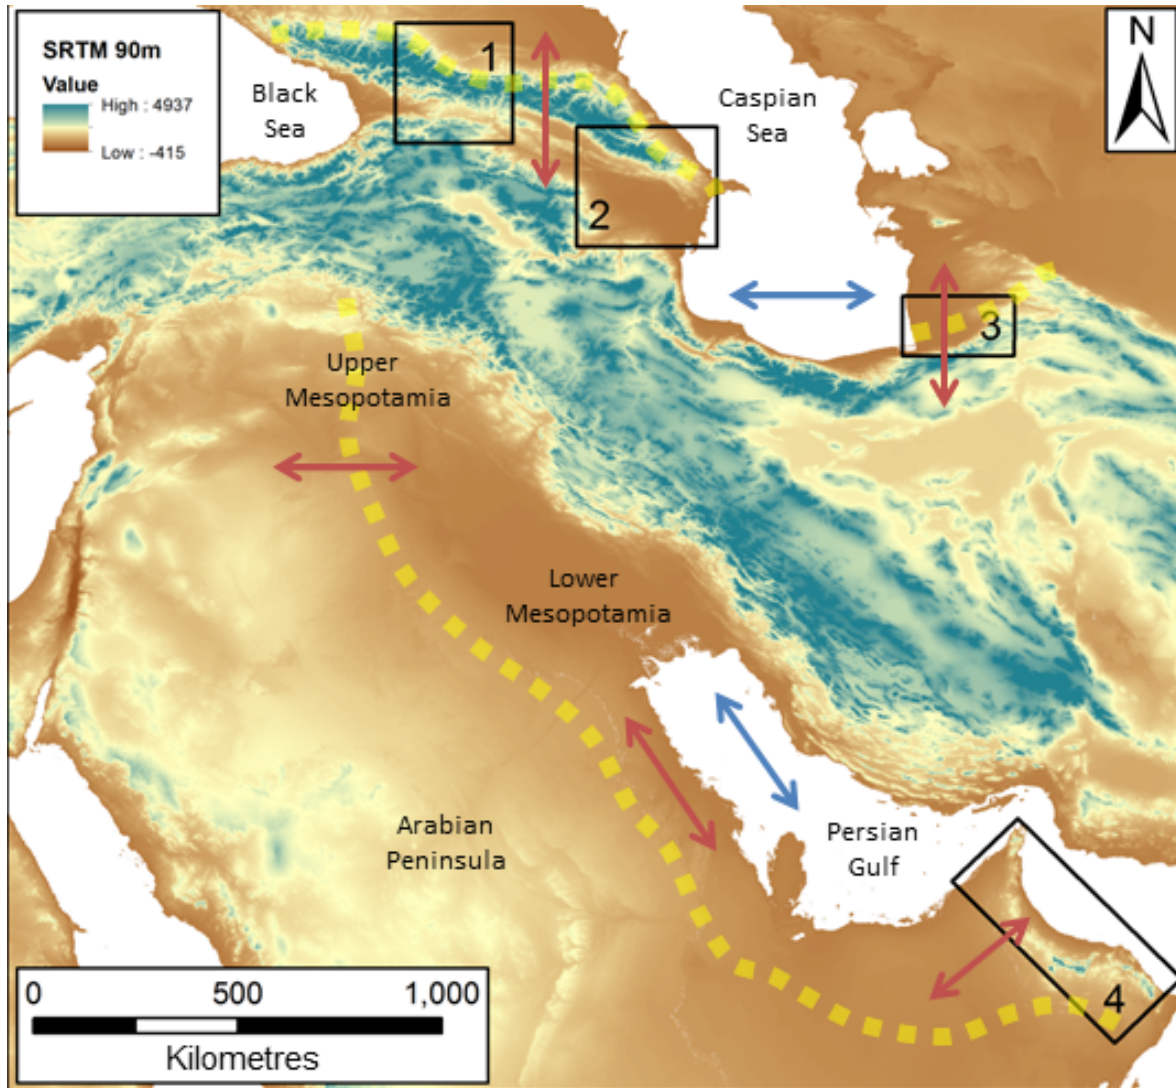 SRTM 90m
Value
High : 4937
Low : -415
Black
Sea
1
Caspian
Sea
N
2
3
Upper
Mesopotamia
Lower
Mesopotamia
Arabian
Peninsula
Persian
Gulf
4
0 500 1,000
Kilometres